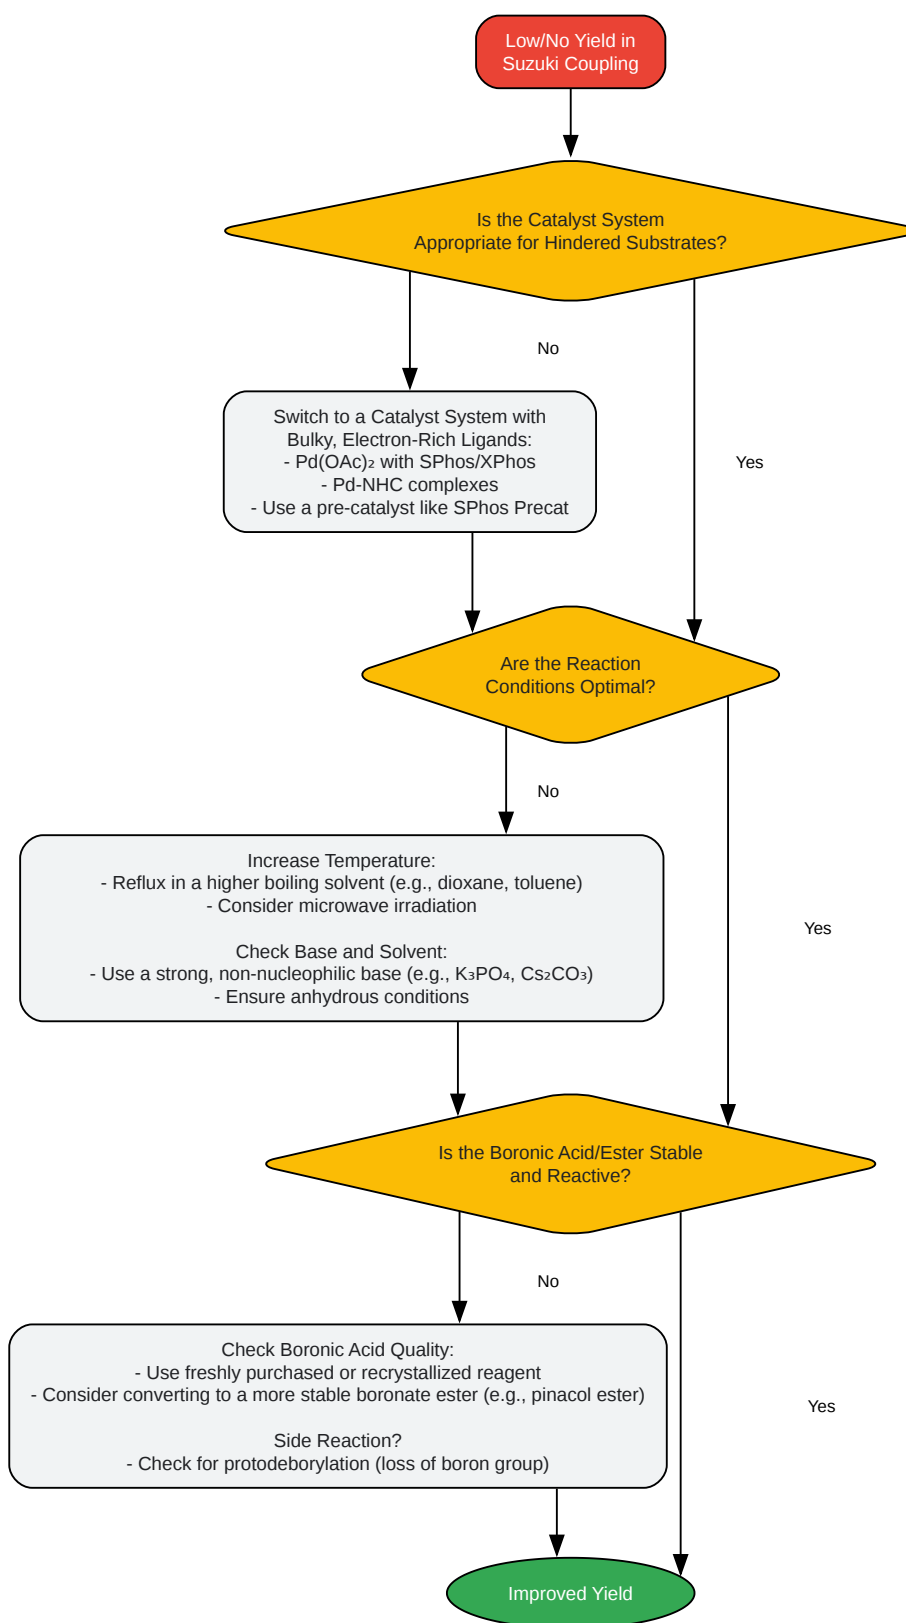 Low/No Yield in
Suzuki Coupling
Is the Catalyst System
Appropriate for Hindered Substrates?
No
Switch to a Catalyst System with
Bulky, Electron-Rich Ligands:
- Pd(OAc)₂ with SPhos/XPhos
- Pd-NHC complexes
- Use a pre-catalyst like SPhos Precat
Yes
Are the Reaction
Conditions Optimal?
No
Increase Temperature:
- Reflux in a higher boiling solvent (e.g., dioxane, toluene)
- Consider microwave irradiation
Check Base and Solvent:
- Use a strong, non-nucleophilic base (e.g., K₃PO₄, Cs₂CO₃)
- Ensure anhydrous conditions
Yes
Is the Boronic Acid/Ester Stable
and Reactive?
No
Check Boronic Acid Quality:
- Use freshly purchased or recrystallized reagent
- Consider converting to a more stable boronate ester (e.g., pinacol ester)
Side Reaction?
- Check for protodeborylation (loss of boron group)
Yes
Improved Yield